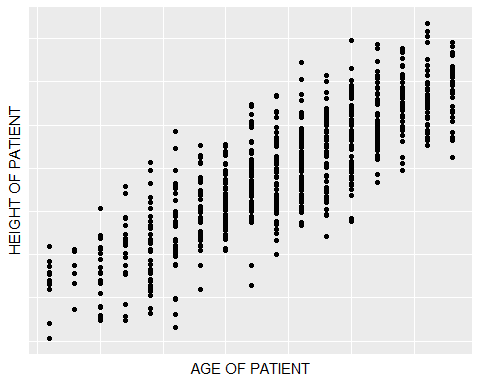 HEIGHT OF PATIENT
AGE OF PATIENT